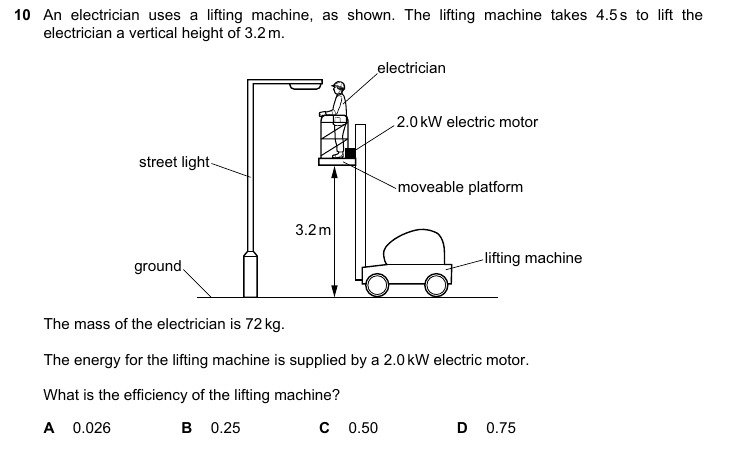 10 An electrician uses a lifting machine, as shown. The lifting machine takes 4.5 s to lift the
electrician a vertical height of 3.2 m.
electrician
2.0 kW electric motor
street light
moveable platform
3.2 m
lifting machine
ground
The mass of the electrician is 72 kg.
The energy for the lifting machine is supplied by a 2.0 kW electric motor.
What is the efficiency of the lifting machine?
A 0.026 B 0.25 C 0.50 D 0.75